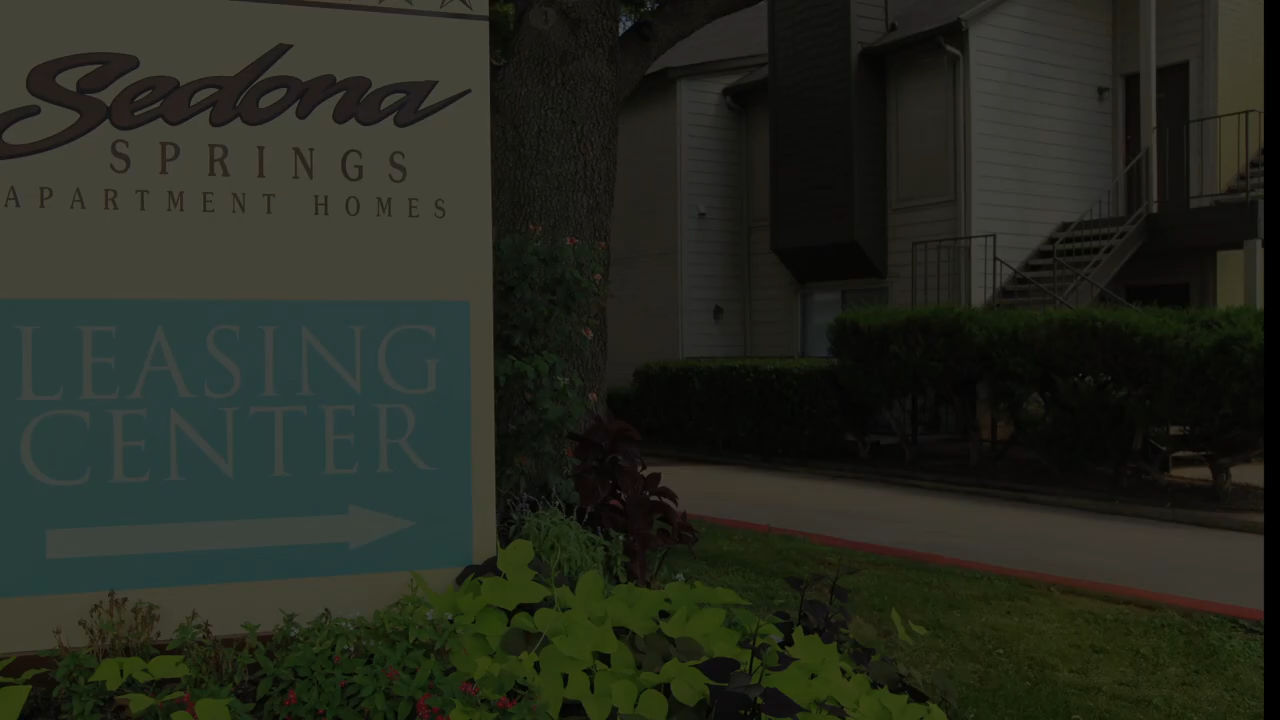 Sedona
SPRINGS
APARTMENT HOMES
LEASING
CENTER